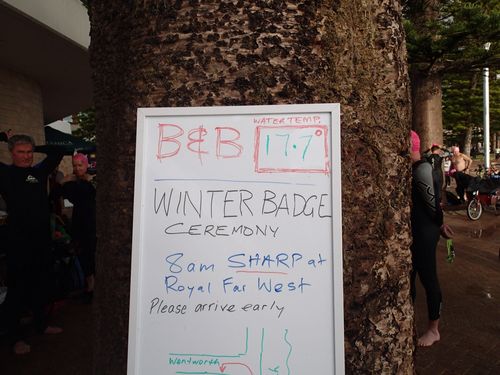 WATER TEMP.
B&B 17.7°
WINTER BADGE
CEREMONY
8am SHARP at
Royal Far West
Please arrive early
Wentworth